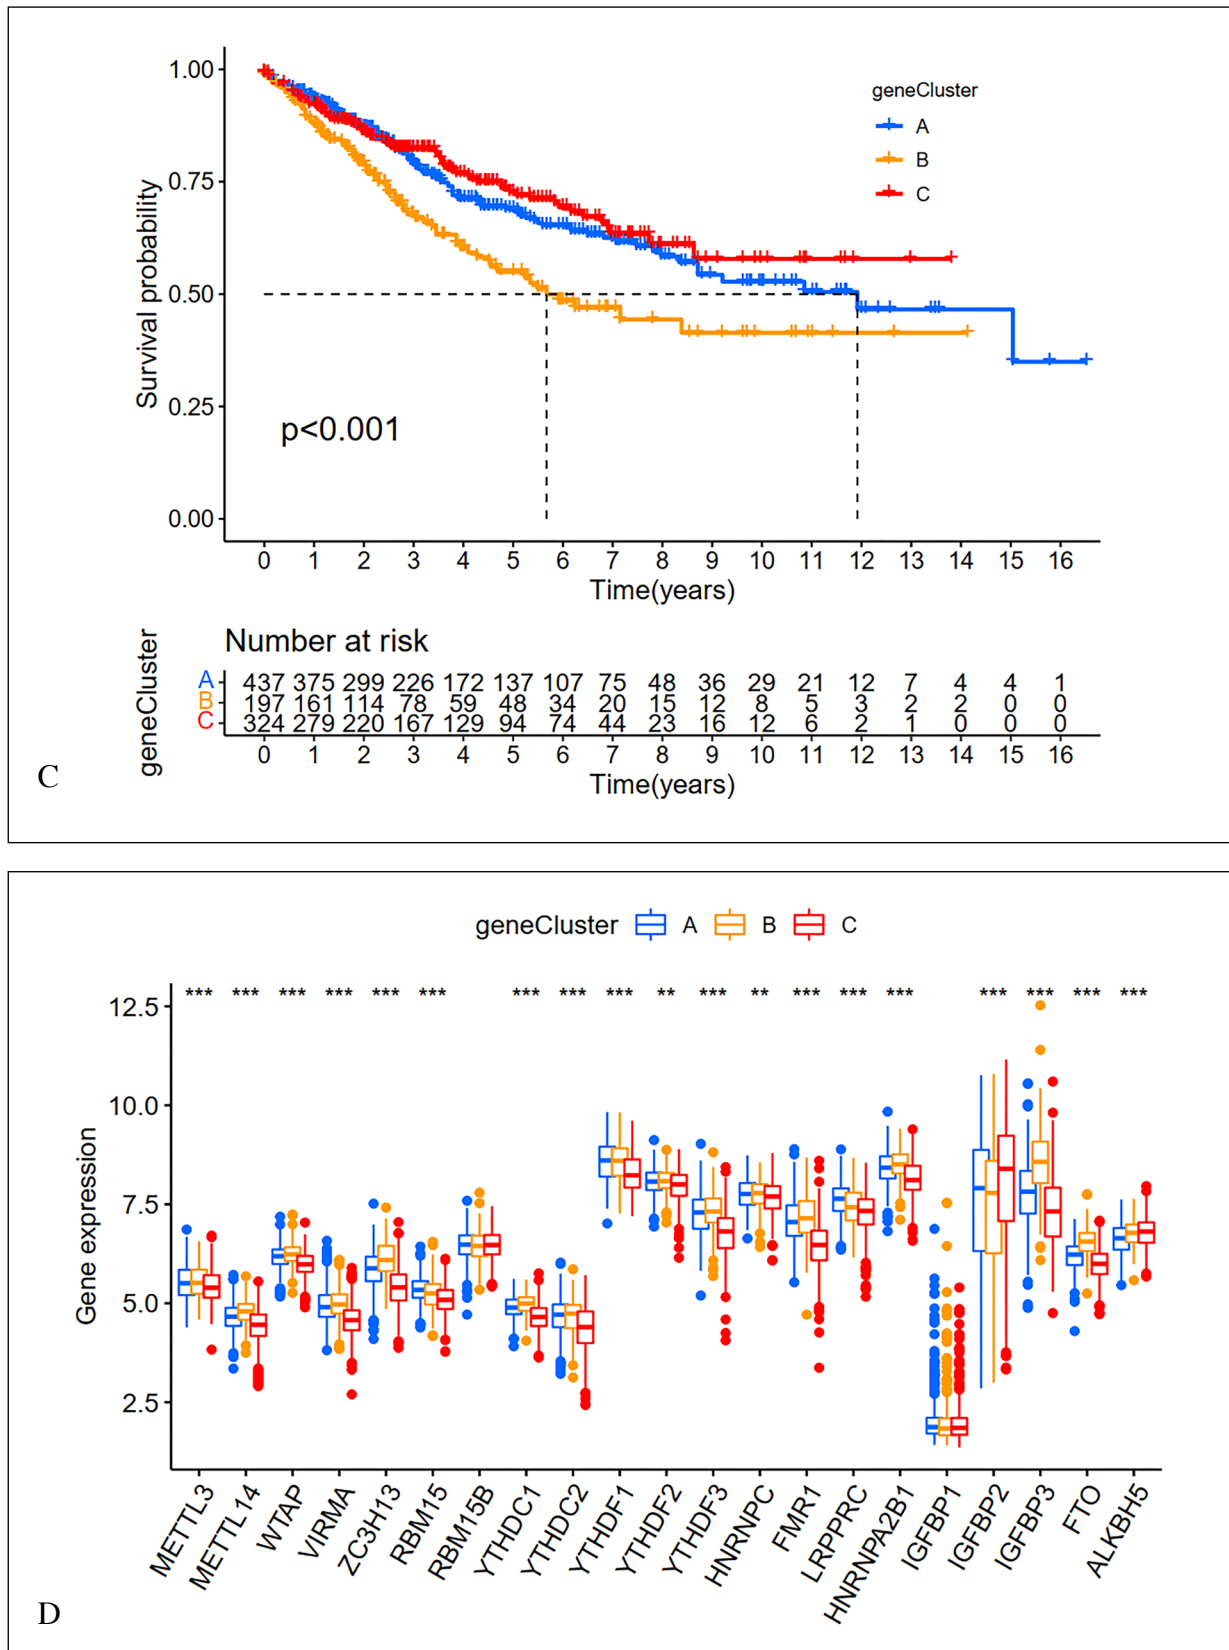 1.00
0.75
0.50
0.25
0.00
Survival probability
geneCluster
A
B
C
p<0.001
0 1 2 3 4 5 6 7 8 9 10 11 12 13 14 15 16
Time(years)
Number at risk
geneCluster
A 437 375 299 226 172 137 107 75 48 36 29 21 12 7 4 4 1
B 197 161 114 78 59 48 34 20 15 12 8 5 3 2 2 0 0
C 324 279 220 167 129 94 74 44 23 16 12 6 2 1 0 0 0
0 1 2 3 4 5 6 7 8 9 10 11 12 13 14 15 16
Time(years)
C
geneCluster A B C
*** *** *** *** *** *** *** *** *** ** *** ** *** *** *** *** *** *** ***
12.5
10.0
7.5
5.0
2.5
Gene expression
METTL3
METTL14
WTAP
VIRMA
ZC3H13
RBM15
RBM15B
YTHDC1
YTHDC2
YTHDF1
YTHDF2
YTHDF3
HNRNPC
FMR1
LRPPRC
HNRNPA2B1
IGFBP1
IGFBP2
IGFBP3
FTO
ALKBH5
D